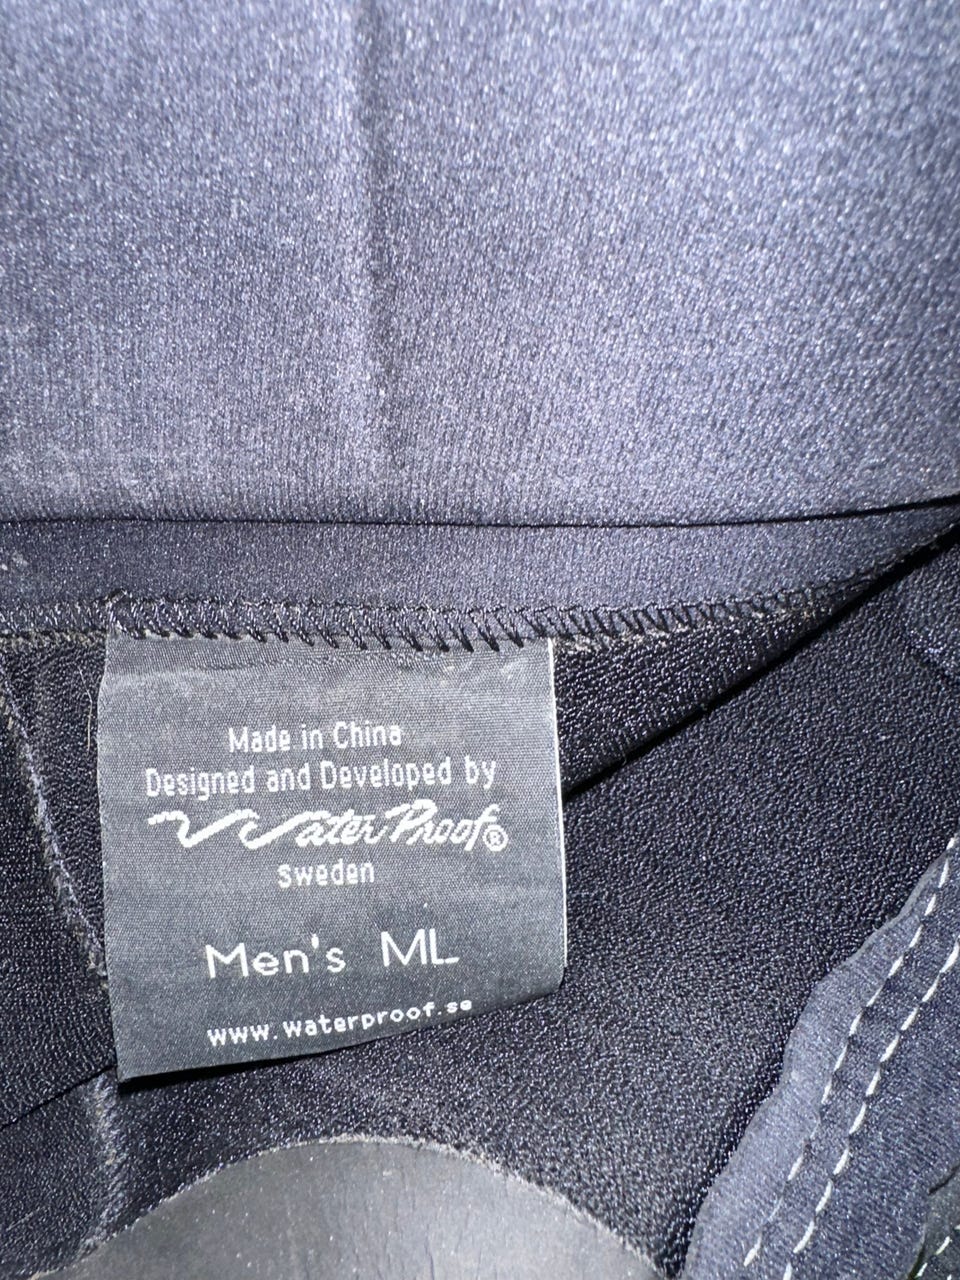 Made in China
Designed and Developed by
WaterProof®
Sweden
Men's ML
www.waterproof.se